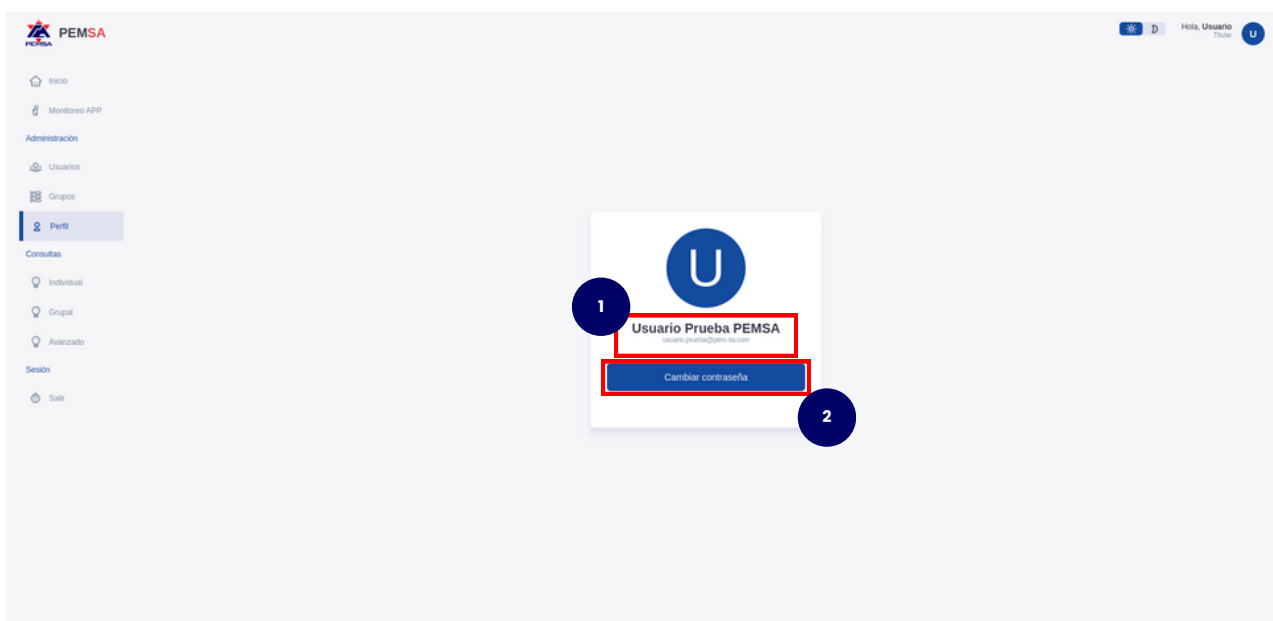 PEMSA
PEMSA
Hola, Usuario
Titular
U
Inicio
Monitoreo APP
Administración
Usuarios
Grupos
Perfil
Consultas
Individual
Grupal
Avanzado
Sesión
Salir
U
1
Usuario Prueba PEMSA
usuario.prueba@pem-sa.com
Cambiar contraseña
2